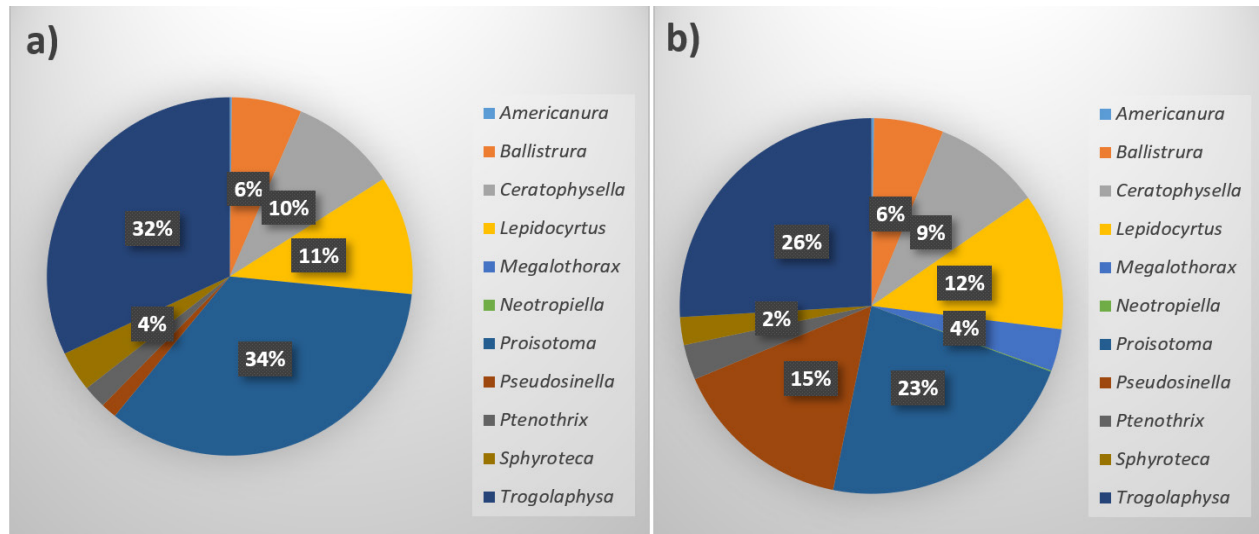 a)
6%
10%
11%
34%
4%
32%
Americanura
Ballistrura
Ceratophysella
Lepidocyrtus
Megalothorax
Neotropiella
Proisotoma
Pseudosinella
Ptenothrix
Sphyroteca
Trogolaphysa
b)
6%
9%
12%
4%
23%
15%
2%
26%
Americanura
Ballistrura
Ceratophysella
Lepidocyrtus
Megalothorax
Neotropiella
Proisotoma
Pseudosinella
Ptenothrix
Sphyroteca
Trogolaphysa